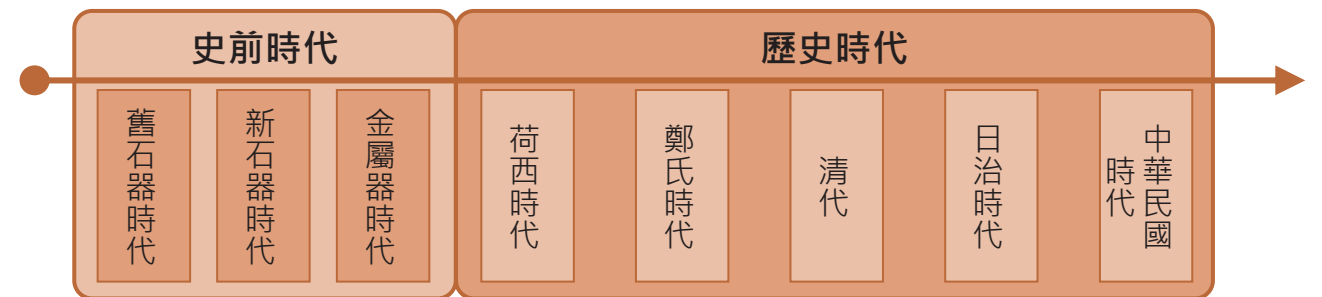 史前時代
歷史時代
舊石器時代
新石器時代
金屬器時代
荷西時代
鄭氏時代
清代
日治時代
中華民國
時代